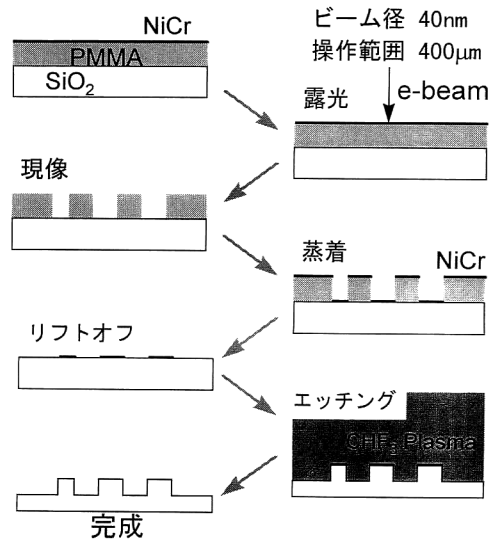 NiCr
PMMA
SiO2
ビーム径 40nm
操作範囲 400μm
露光
e-beam
現像
蒸着
NiCr
リフトオフ
エッチング
CHF3 Plasma
完成